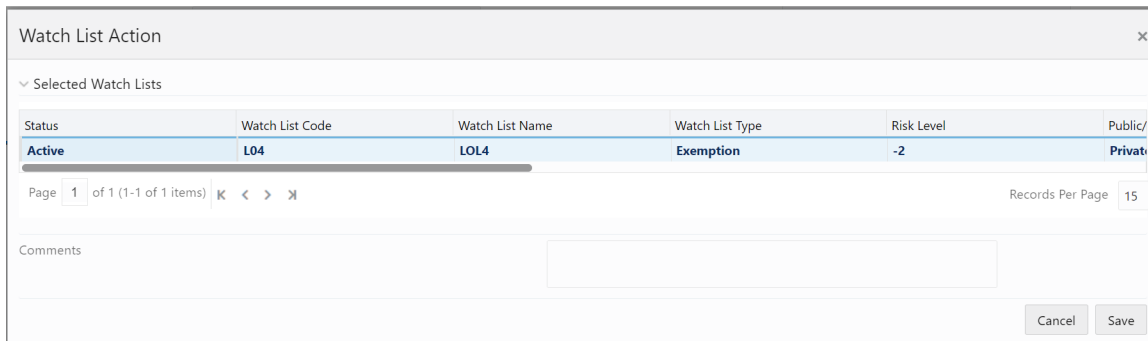 Watch List Action
Selected Watch Lists
Status Watch List Code Watch List Name Watch List Type Risk Level Public/
Active L04 LOL4 Exemption -2 Privat
Page 1 of 1 (1-1 of 1 items) Records Per Page 15
Comments
Cancel Save